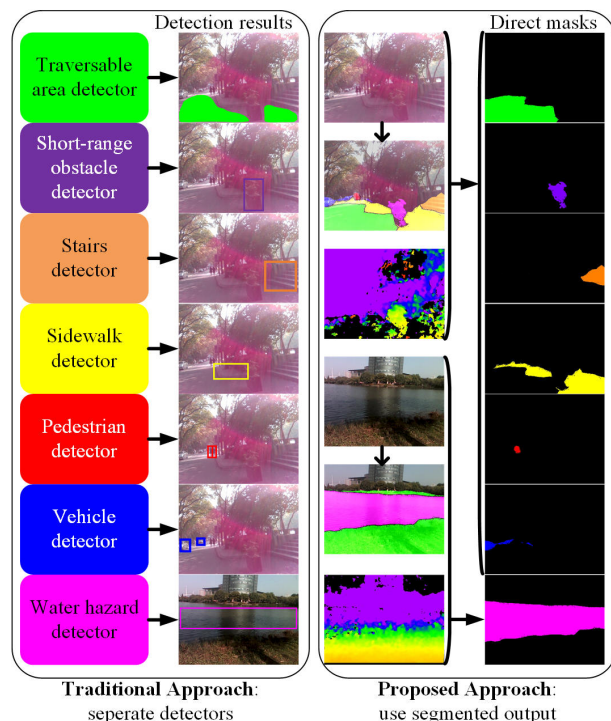 Detection results
Direct masks
Traversable
area detector
Short-range
obstacle
detector
Stairs
detector
Sidewalk
detector
Pedestrian
detector
Vehicle
detector
Water hazard
detector
Traditional Approach:
seperate detectors
Proposed Approach:
use segmented output